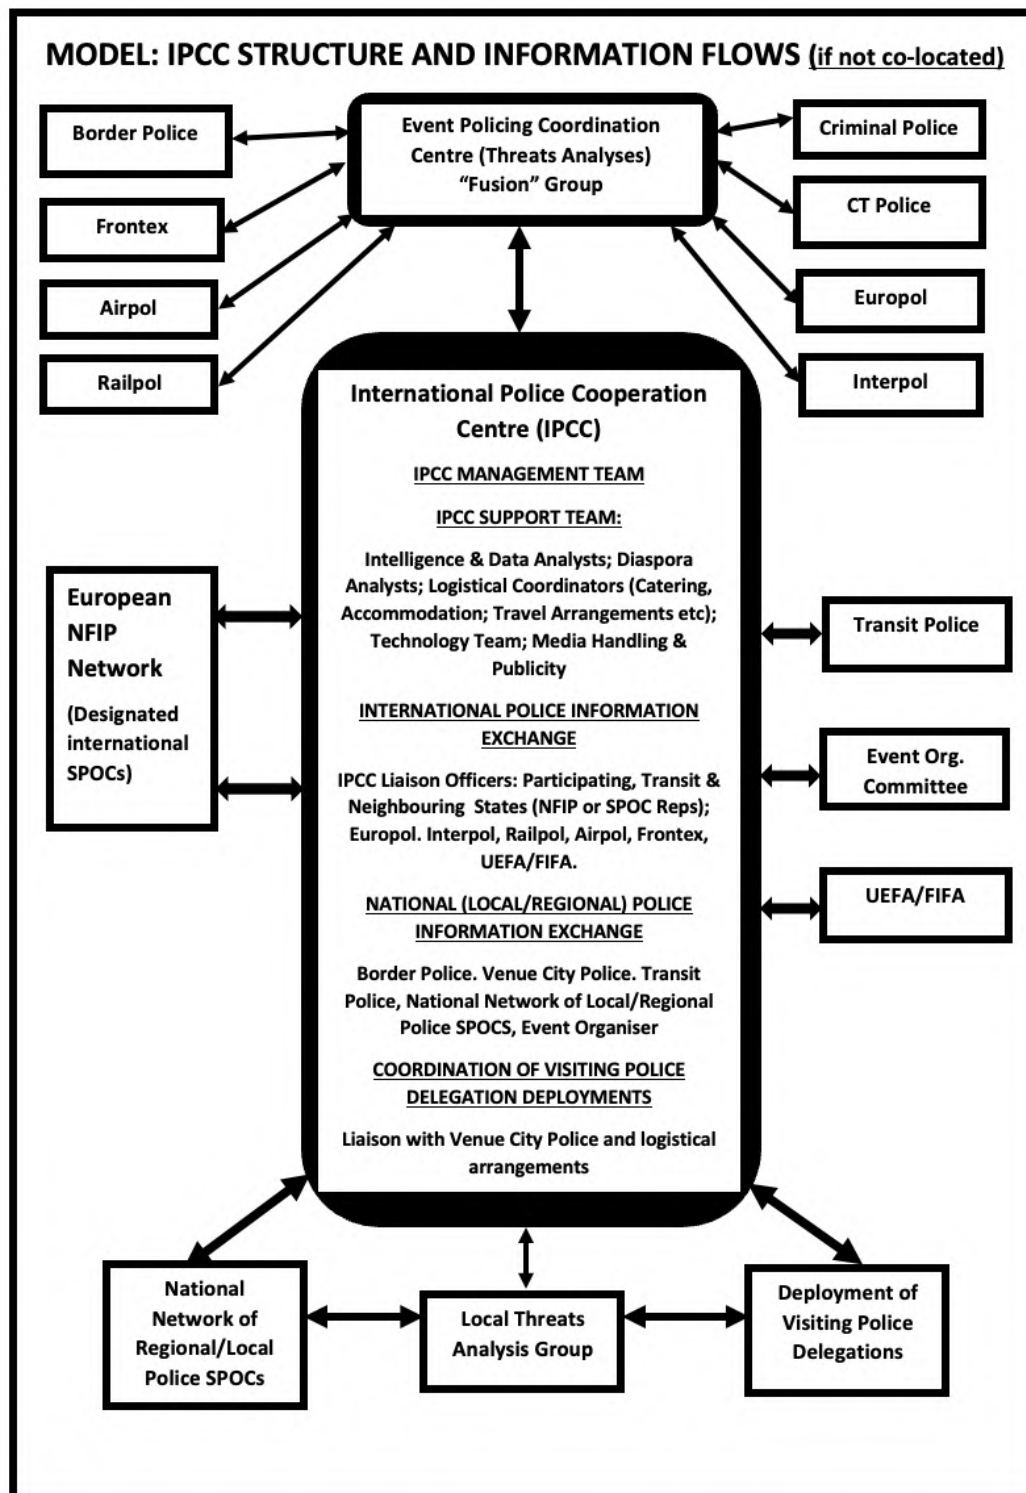 MODEL: IPCC STRUCTURE AND INFORMATION FLOWS (if not co-located)
Border Police
Frontex
Airpol
Railpol
Event Policing Coordination
Centre (Threats Analyses)
“Fusion” Group
Criminal Police
CT Police
Europol
Interpol
International Police Cooperation
Centre (IPCC)
IPCC MANAGEMENT TEAM
IPCC SUPPORT TEAM:
Intelligence & Data Analysts; Diaspora
Analysts; Logistical Coordinators (Catering,
Accommodation; Travel Arrangements etc);
Technology Team; Media Handling &
Publicity
INTERNATIONAL POLICE INFORMATION
EXCHANGE
IPCC Liaison Officers: Participating, Transit &
Neighbouring States (NFIP or SPOC Reps);
Europol. Interpol, Railpol, Airpol, Frontex,
UEFA/FIFA.
NATIONAL (LOCAL/REGIONAL) POLICE
INFORMATION EXCHANGE
Border Police. Venue City Police. Transit
Police, National Network of Local/Regional
Police SPOCS, Event Organiser
COORDINATION OF VISITING POLICE
DELEGATION DEPLOYMENTS
Liaison with Venue City Police and logistical
arrangements
European
NFIP
Network
(Designated
international
SPOCs)
Transit Police
Event Org.
Committee
UEFA/FIFA
National
Network of
Regional/Local
Police SPOCs
Local Threats
Analysis Group
Deployment of
Visiting Police
Delegations